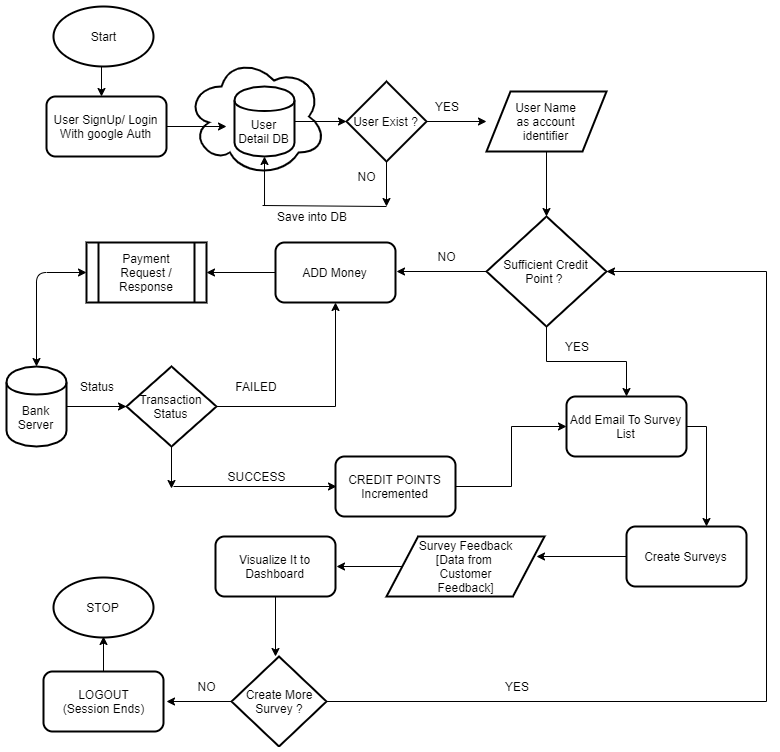 Start
User SignUp/ Login
With google Auth
User
Detail DB
User Exist ?
YES
User Name
as account
identifier
NO
Save into DB
Payment
Request /
Response
ADD Money
NO
Sufficient Credit
Point ?
YES
Bank
Server
Status
Transaction
Status
FAILED
Add Email To Survey
List
SUCCESS
CREDIT POINTS
Incremented
Create Surveys
Survey Feedback
[Data from
Customer
Feedback]
Visualize It to
Dashboard
STOP
LOGOUT
(Session Ends)
NO
Create More
Survey ?
YES